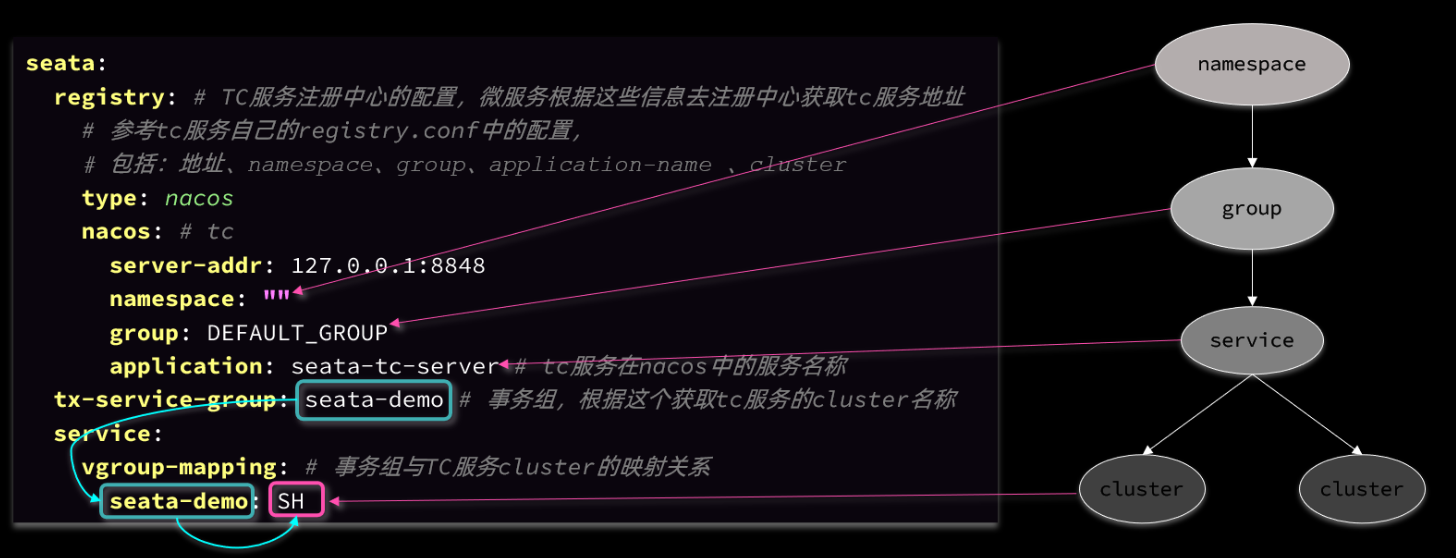 seata:
registry: # TC服务注册中心的配置，微服务根据这些信息去注册中心获取tc服务地址
# 参考tc服务自己的registry.conf中的配置，
# 包括：地址、namespace、group、application-name 、cluster
type: nacos
nacos: # tc
server-addr: 127.0.0.1:8848
namespace: ""
group: DEFAULT_GROUP
application: seata-tc-server # tc服务在nacos中的服务名称
tx-service-group: seata-demo # 事务组，根据这个获取tc服务的cluster名称
service:
vgroup-mapping: # 事务组与TC服务cluster的映射关系
seata-demo: SH
namespace
group
service
cluster
cluster